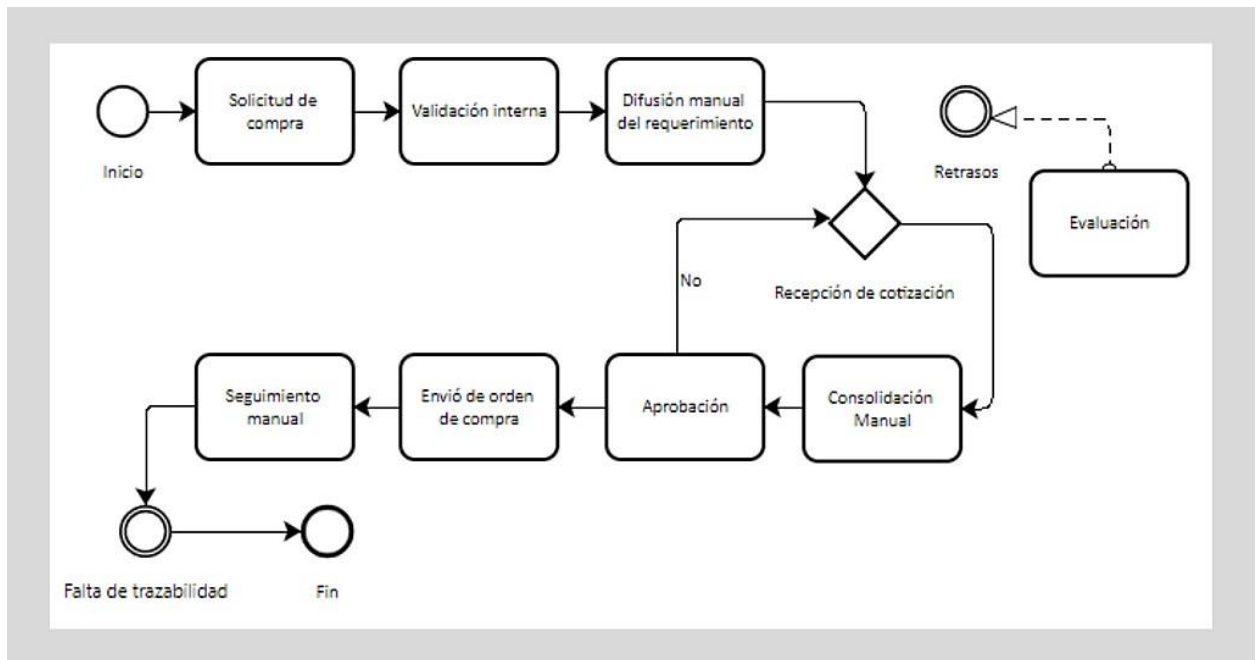 Solicitud de
compra
Validación interna
Difusión manual
del requerimiento
Inicio
Retrasos
Evaluación
No
Recepción de cotización
Seguimiento
manual
Envió de orden
de compra
Aprobación
Consolidación
Manual
Falta de trazabilidad
Fin